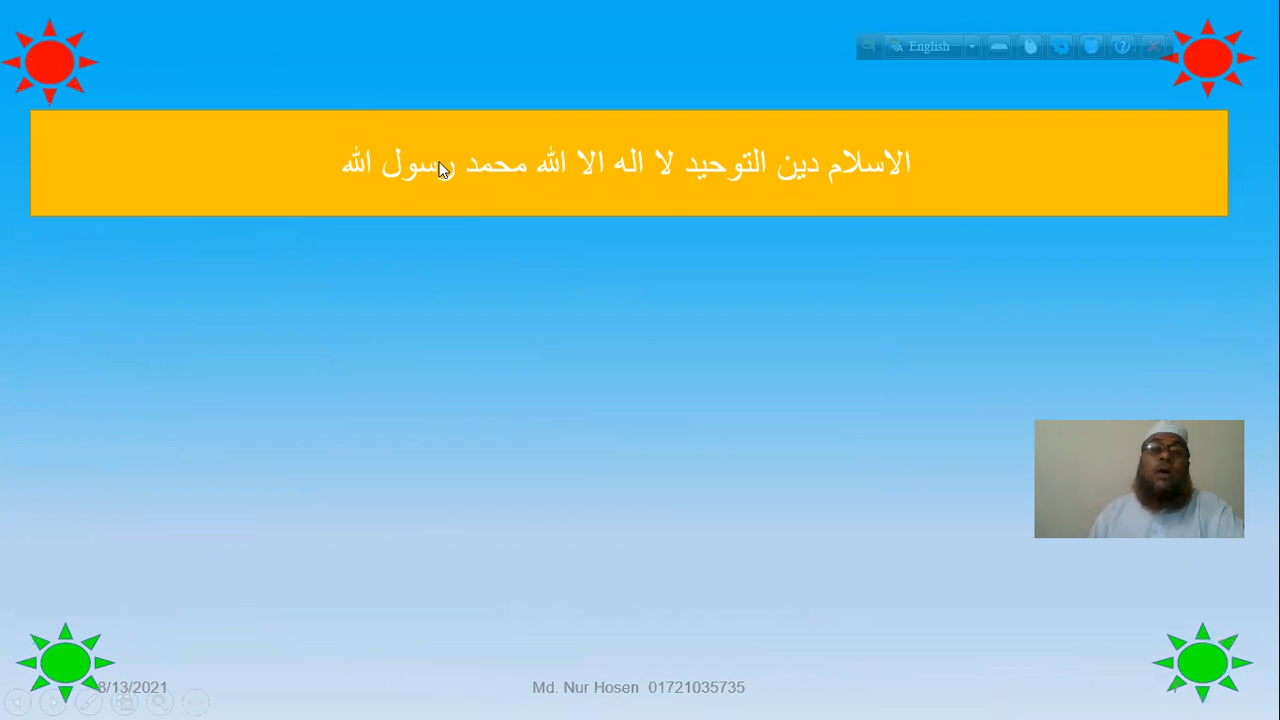 English
الاسلام دين التوحيد لا اله الا الله محمد رسول الله
8/13/2021
Md. Nur Hosen 01721035735